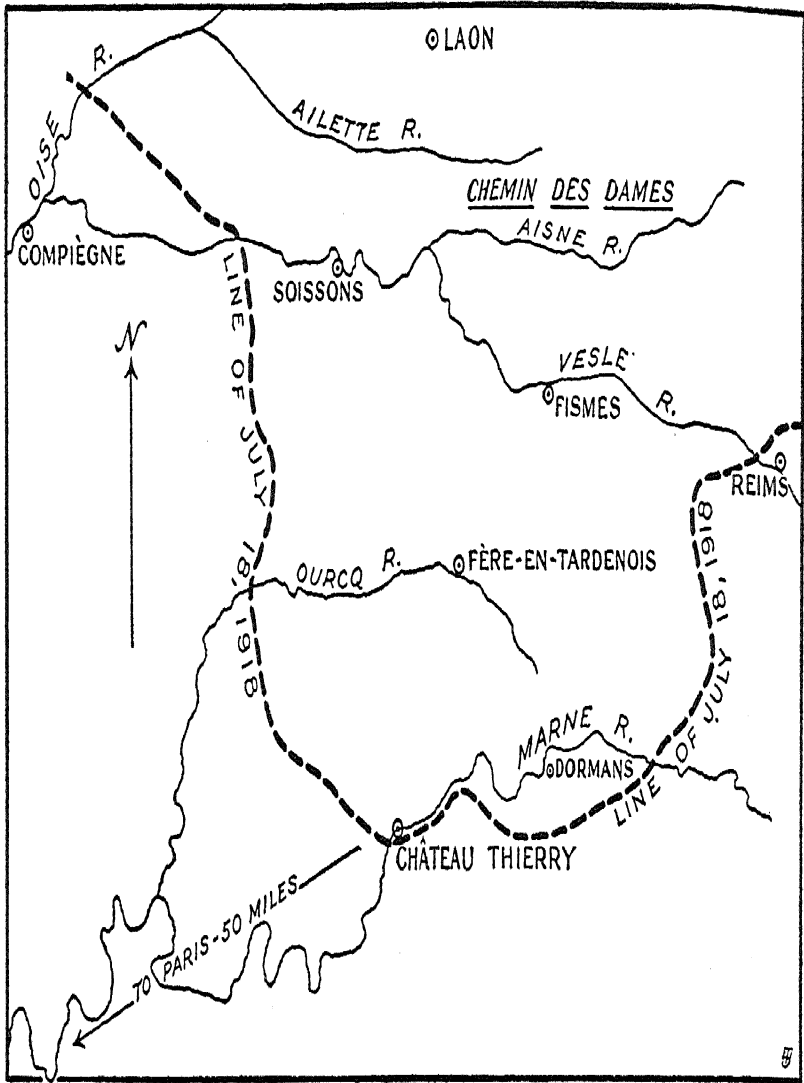 LAON
OISE R.
AILETTE R.
CHEMIN DES DAMES
AISNE R.
COMPIÈGNE
SOISSONS
N
LINE OF JULY 18, 1918
VESLE R.
FISMES
REIMS
OURCQ R.
FÈRE-EN-TARDENOIS
LINE OF JULY 18, 1918
MARNE R.
DORMANS
CHÂTEAU THIERRY
TO PARIS-50 MILES